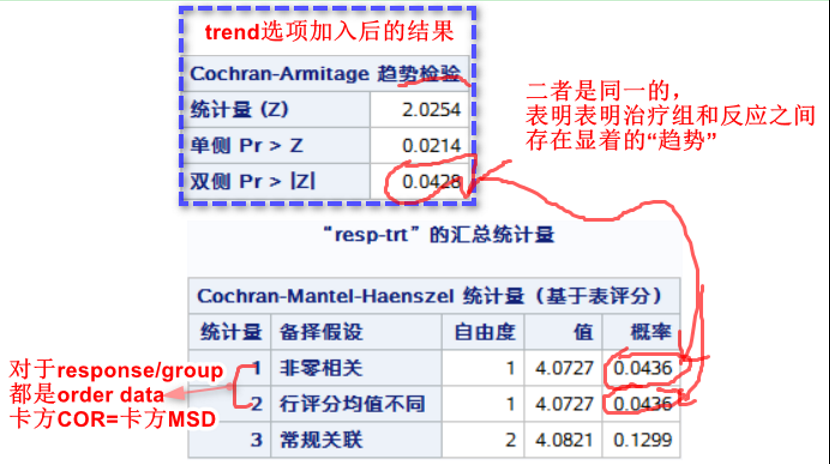 trend选项加入后的结果
Cochran-Armitage 趋势检验
统计量 (Z) 2.0254
单侧 Pr > Z 0.0214
双侧 Pr > |Z| 0.0428
二者是同一的，
表明表明治疗组和反应之间
存在显着的“趋势”
“resp-trt”的汇总统计量
Cochran-Mantel-Haenszel 统计量（基于表评分）
统计量 备择假设 自由度 值 概率
1 非零相关 1 4.0727 0.0436
2 行评分均值不同 1 4.0727 0.0436
3 常规关联 2 4.0821 0.1299
对于response/group
都是order data
卡方COR=卡方MSD